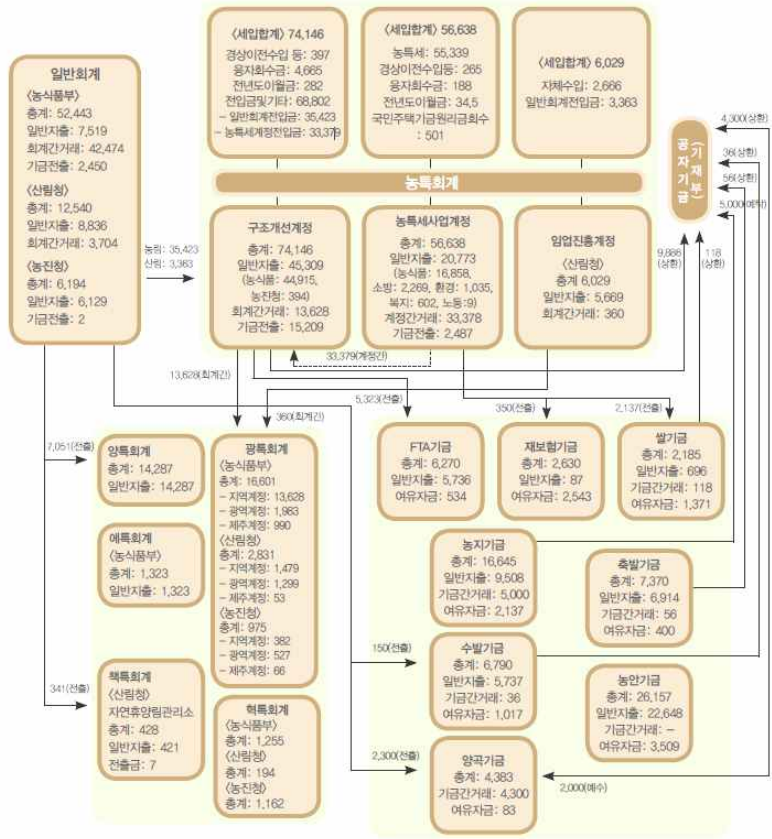 일반회계
〈농식품부〉
총계: 52,443
일반지출: 7,519
회계간거래: 42,474
기금전출: 2,450
〈산림청〉
총계: 12,540
일반지출: 8,836
회계간거래: 3,704
〈농진청〉
총계: 6,194
일반지출: 6,129
기금전출: 2
〈세입합계〉 74,146
경상이전수입 등: 397
융자회수금: 4,665
전년도이월금: 282
전입금및기타: 68,802
– 일반회계전입금: 35,423
– 농특세계정전입금: 33,379
〈세입합계〉 56,638
농특세: 55,339
경상이전수입등: 265
융자회수금: 188
전년도이월금: 34,5
국민주택기금원리금회수
: 501
〈세입합계〉 6,029
자체수입: 2,666
일반회계전입금: 3,363
공자기금
(기재부)
4,300(상환)
36(상환)
56(상환)
5,000(예탁)
농특회계
농림: 35,423
산림: 3,363
구조개선계정
총계: 74,146
일반지출: 45,309
(농식품: 44,915,
농진청: 394)
회계간거래: 13,628
기금전출: 15,209
농특세사업계정
총계: 56,638
일반지출: 20,773
(농식품: 16,858,
소방: 2,269, 환경: 1,035,
복지: 602, 노동:9)
계정간거래: 33,378
기금전출: 2,487
임업진흥계정
〈산림청〉
총계: 6,029
일반지출: 5,669
회계간거래: 360
9,886
(상환)
118
(상환)
33,379(계정간)
13,628(회계간)
5,323(전출)
350(전출)
2,137(전출)
360(회계간)
7,051(전출)
양특회계
총계: 14,287
일반지출: 14,287
에특회계
〈농식품부〉
총계: 1,323
일반지출: 1,323
341(전출)
책특회계
〈산림청〉
자연휴양림관리소
총계: 428
일반지출: 421
전출금: 7
광특회계
〈농식품부〉
총계: 16,601
– 지역계정: 13,628
– 광역계정: 1,983
– 제주계정: 990
〈산림청〉
총계: 2,831
– 지역계정: 1,479
– 광역계정: 1,299
– 제주계정: 53
〈농진청〉
총계: 975
– 지역계정: 382
– 광역계정: 527
– 제주계정: 66
혁특회계
〈농식품부〉
총계: 1,255
〈산림청〉
총계: 194
〈농진청〉
총계: 1,162
FTA기금
총계: 6,270
일반지출: 5,736
여유자금: 534
재보험기금
총계: 2,630
일반지출: 87
여유자금: 2,543
쌀기금
총계: 2,185
일반지출: 696
기금간거래: 118
여유자금: 1,371
농지기금
총계: 16,645
일반지출: 9,508
기금간거래: 5,000
여유자금: 2,137
축발기금
총계: 7,370
일반지출: 6,914
기금간거래: 56
여유자금: 400
150(전출)
수발기금
총계: 6,790
일반지출: 5,737
기금간거래: 36
여유자금: 1,017
농안기금
총계: 26,157
일반지출: 22,648
기금간거래: –
여유자금: 3,509
2,300(전출)
양곡기금
총계: 4,383
기금간거래: 4,300
여유자금: 83
2,000(예수)